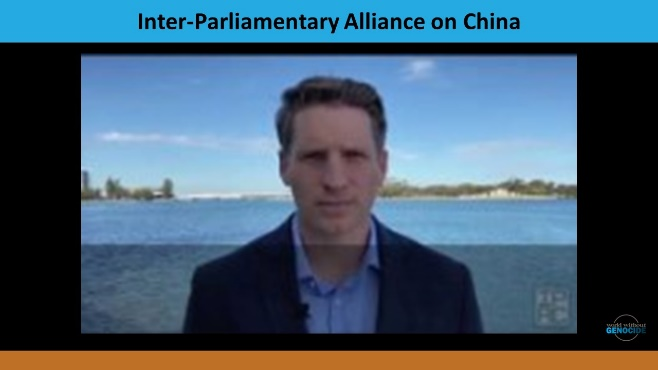 Inter-Parliamentary Alliance on China
world without
GENOCIDE